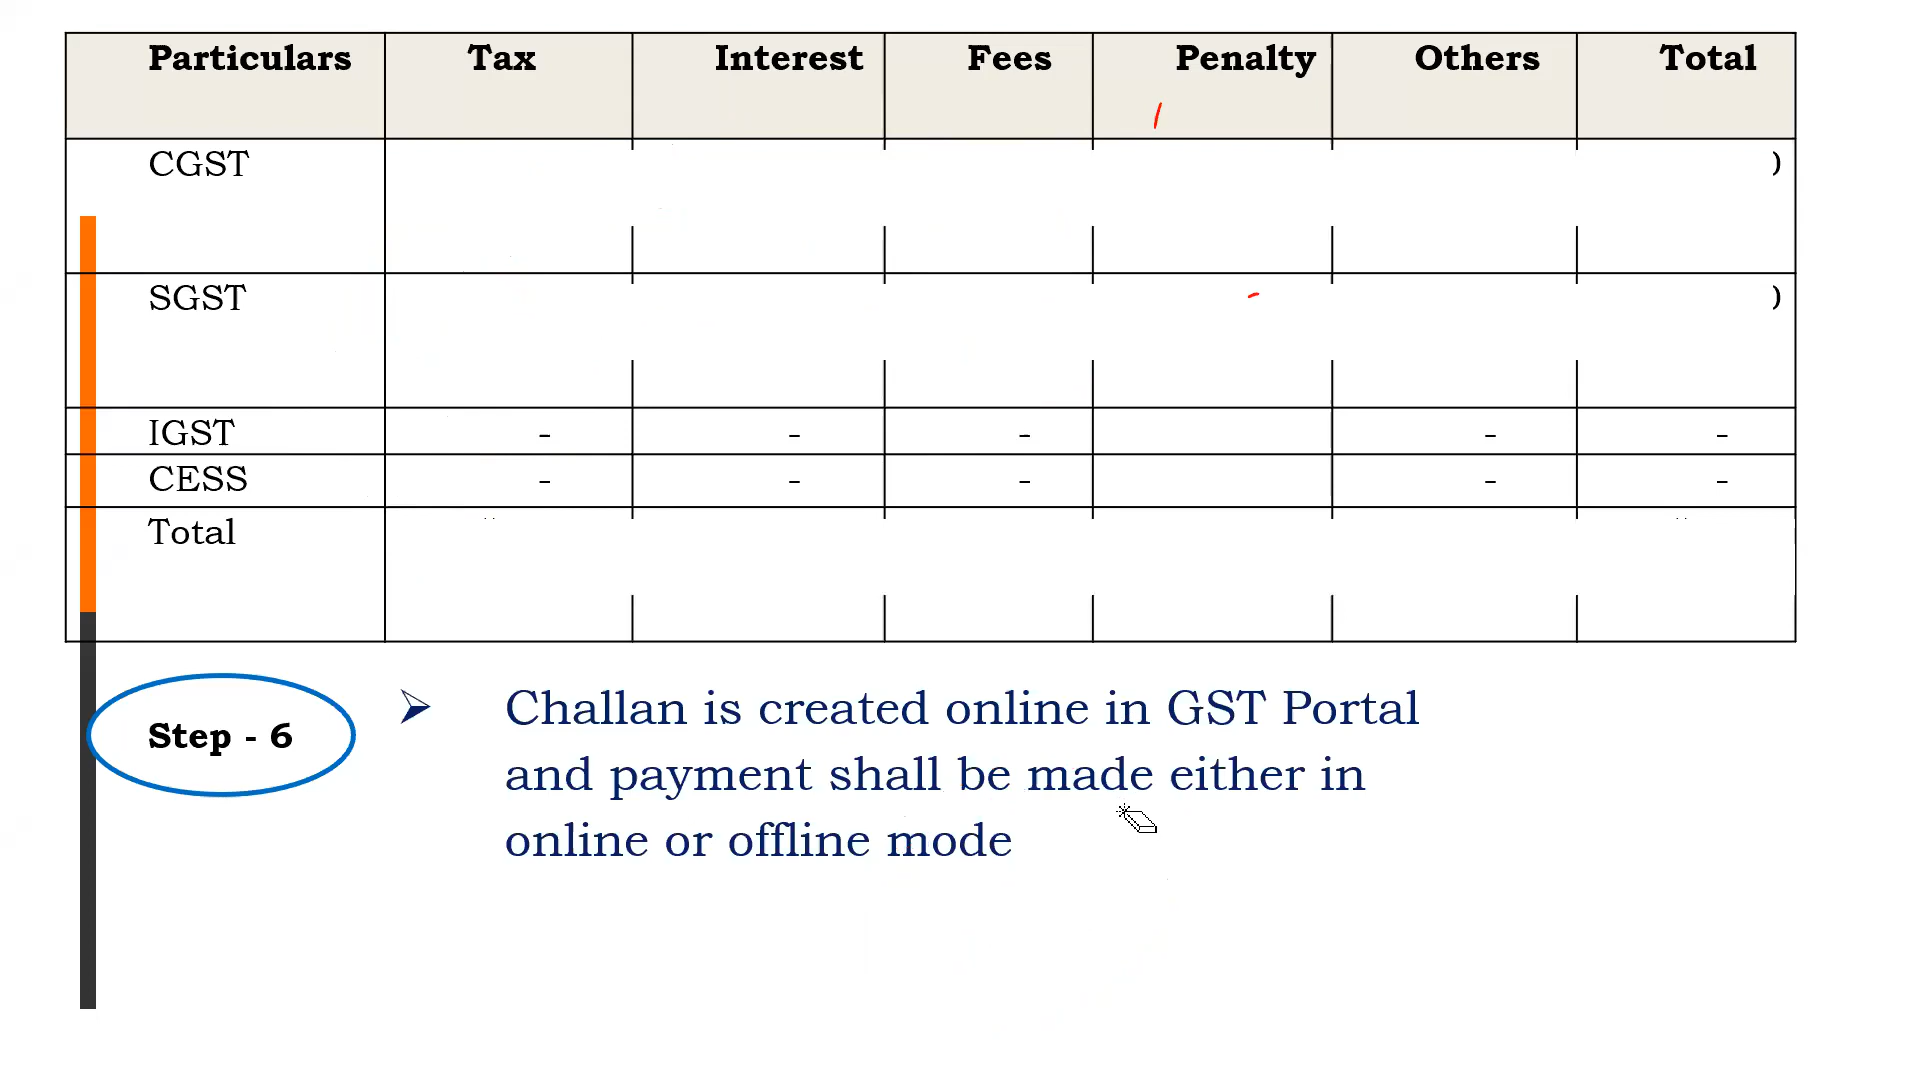 Particulars Tax Interest Fees Penalty Others Total
CGST )
SGST )
IGST - - - - -
CESS - - - - -
Total
Step - 6
➢ Challan is created online in GST Portal
and payment shall be made either in
online or offline mode